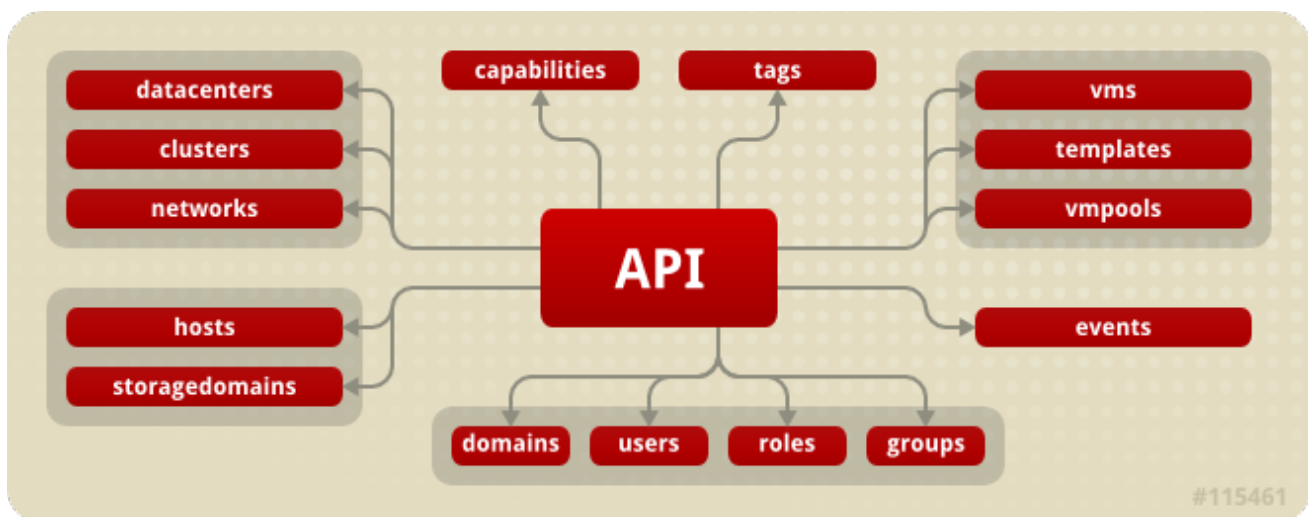 capabilities
tags
datacenters
clusters
networks
vms
templates
vmpools
API
hosts
storagedomains
events
domains
users
roles
groups
#115461